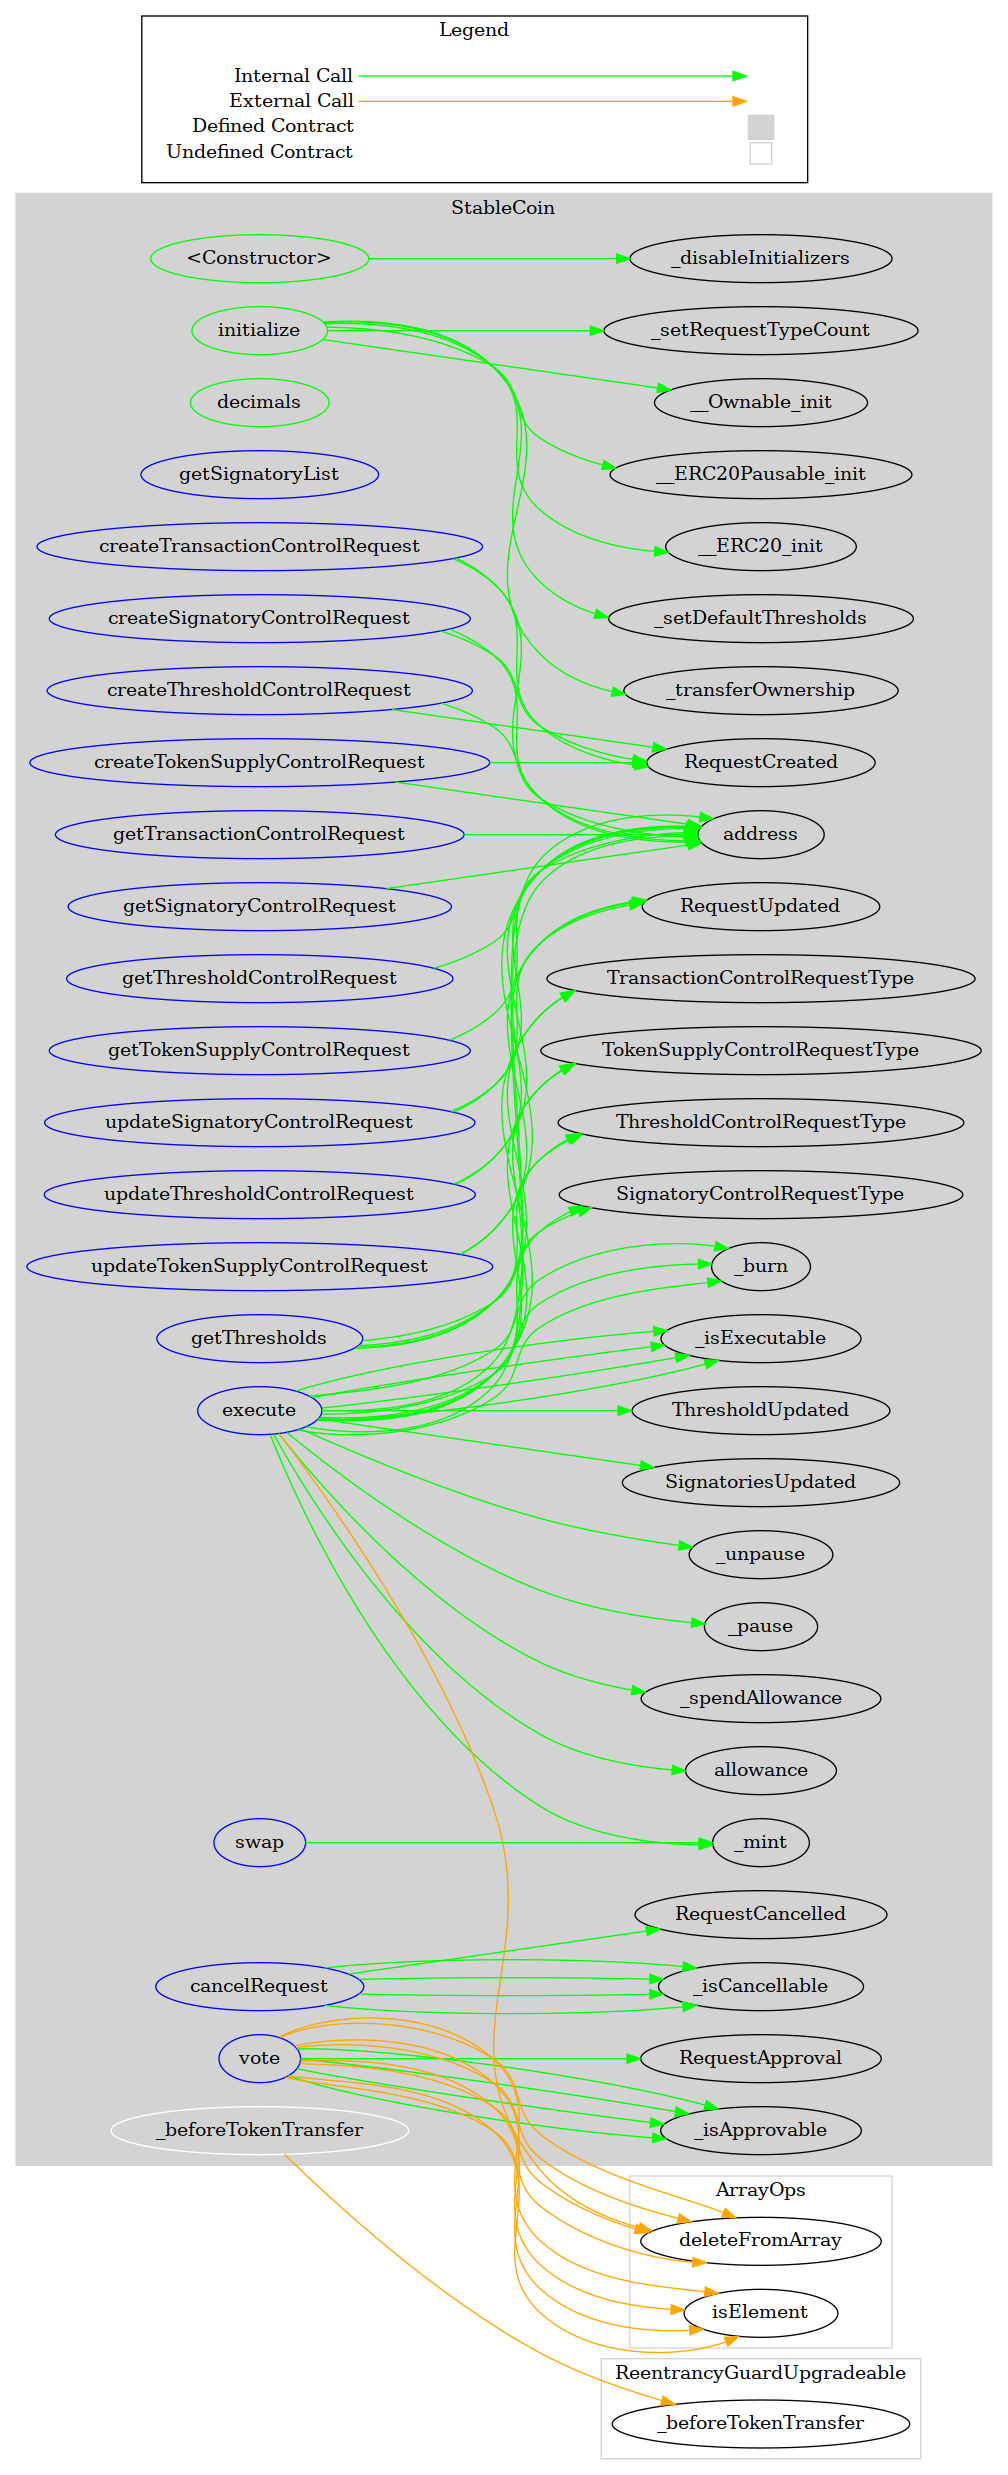 Legend
Internal Call
External Call
Defined Contract
Undefined Contract
StableCoin
<Constructor>
_disableInitializers
initialize
_setRequestTypeCount
decimals
__Ownable_init
getSignatoryList
__ERC20Pausable_init
createTransactionControlRequest
__ERC20_init
createSignatoryControlRequest
_setDefaultThresholds
createThresholdControlRequest
_transferOwnership
createTokenSupplyControlRequest
RequestCreated
getTransactionControlRequest
address
getSignatoryControlRequest
RequestUpdated
getThresholdControlRequest
TransactionControlRequestType
getTokenSupplyControlRequest
TokenSupplyControlRequestType
updateSignatoryControlRequest
ThresholdControlRequestType
updateThresholdControlRequest
SignatoryControlRequestType
updateTokenSupplyControlRequest
_burn
getThresholds
_isExecutable
execute
ThresholdUpdated
SignatoriesUpdated
_unpause
_pause
_spendAllowance
allowance
swap
_mint
RequestCancelled
cancelRequest
_isCancellable
vote
RequestApproval
_beforeTokenTransfer
_isApprovable
ArrayOps
deleteFromArray
isElement
ReentrancyGuardUpgradeable
_beforeTokenTransfer